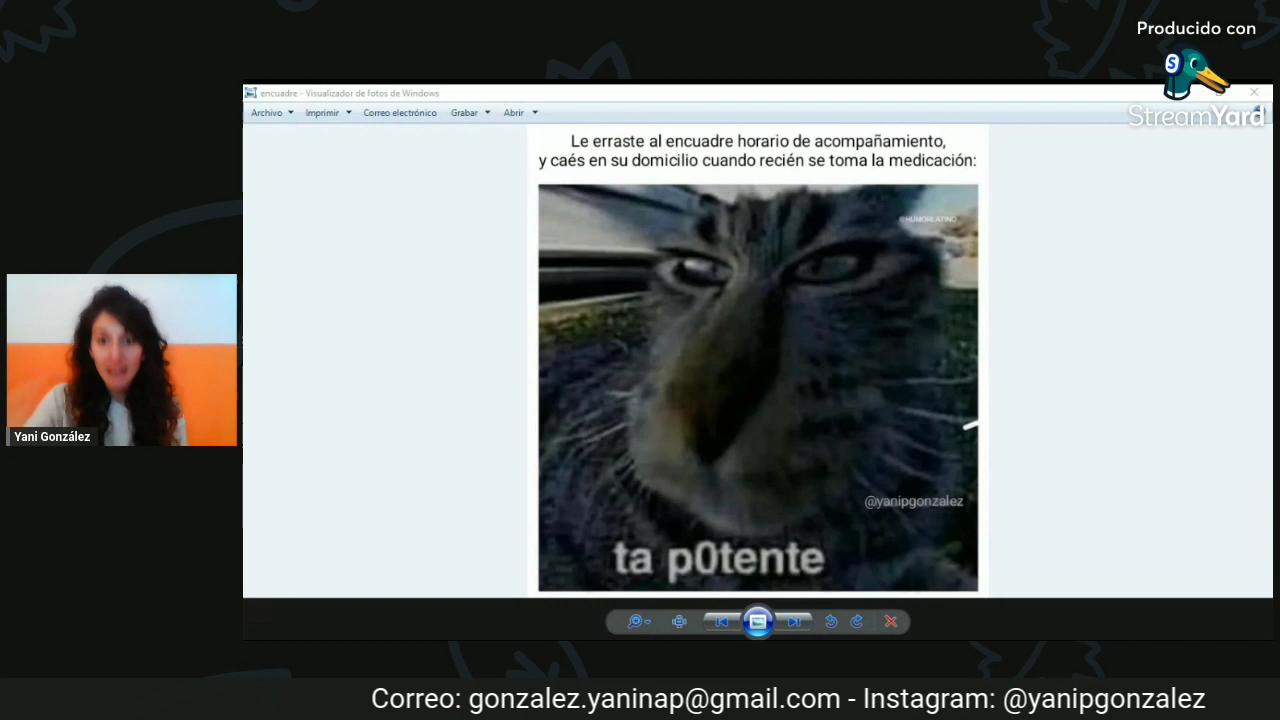 Producido con
StreamYard
encuadre - Visualizador de fotos de Windows
Archivo Imprimir Correo electrónico Grabar Abrir
Le erraste al encuadre horario de acompañamiento,
y caés en su domicilio cuando recién se toma la medicación:
@HUMORLATINO
@yanipgonzalez
ta p0tente
Yani González
Correo: gonzalez.yaninap@gmail.com - Instagram: @yanipgonzalez